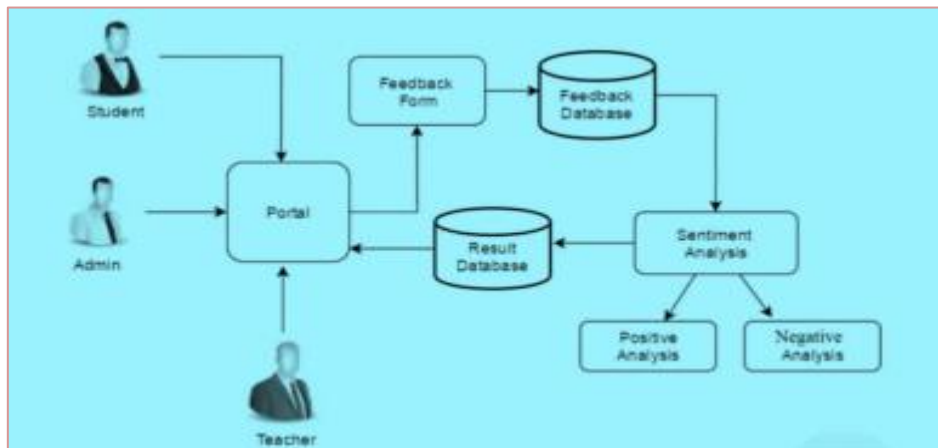 Student
Feedback
Form
Feedback
Database
Admin
Portal
Result
Database
Sentiment
Analysis
Positive
Analysis
Negative
Analysis
Teacher